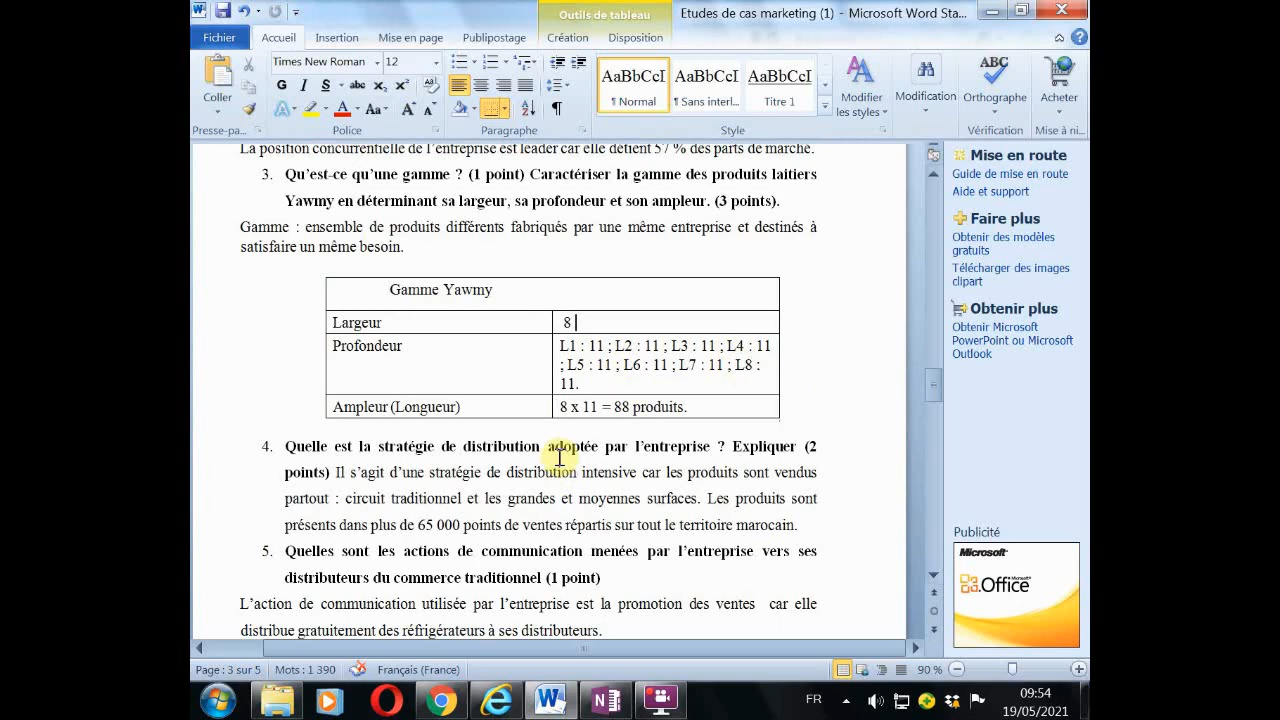 Outils de tableau
Etudes de cas marketing (1) - Microsoft Word Sta...
Fichier Accueil Insertion Mise en page Publipostage Création Disposition
Times New Roman 12
Coller
G I S abc x₂ x²
A Aa A A
AaBbCcI AaBbCcI AaBbCcI
¶ Normal ¶ Sans interl... Titre 1
Modifier les styles
Modification
ABC
Orthographe
Acheter
Presse-pa... Police Paragraphe Style Vérification Mise à ni...
La position concurrentielle de l'entreprise est leader car elle détient 57 % des parts de marché.
3. Qu'est-ce qu'une gamme ? (1 point) Caractériser la gamme des produits laitiers
Yawmy en déterminant sa largeur, sa profondeur et son ampleur. (3 points).
Gamme : ensemble de produits différents fabriqués par une même entreprise et destinés à
satisfaire un même besoin.
Gamme Yawmy
Largeur 8
Profondeur L1 : 11 ; L2 : 11 ; L3 : 11 ; L4 : 11
; L5 : 11 ; L6 : 11 ; L7 : 11 ; L8 :
11.
Ampleur (Longueur) 8 x 11 = 88 produits.
4. Quelle est la stratégie de distribution adoptée par l'entreprise ? Expliquer (2
points) Il s'agit d'une stratégie de distribution intensive car les produits sont vendus
partout : circuit traditionnel et les grandes et moyennes surfaces. Les produits sont
présents dans plus de 65 000 points de ventes répartis sur tout le territoire marocain.
5. Quelles sont les actions de communication menées par l'entreprise vers ses
distributeurs du commerce traditionnel (1 point)
L'action de communication utilisée par l'entreprise est la promotion des ventes car elle
distribue gratuitement des réfrigérateurs à ses distributeurs.
Mise en route
Guide de mise en route
Aide et support
Faire plus
Obtenir des modèles
gratuits
Télécharger des images
clipart
Obtenir plus
Obtenir Microsoft
PowerPoint ou Microsoft
Outlook
Publicité
Microsoft
Office
Page : 3 sur 5 Mots : 1 390 Français (France) 90 %
FR 09:54
19/05/2021